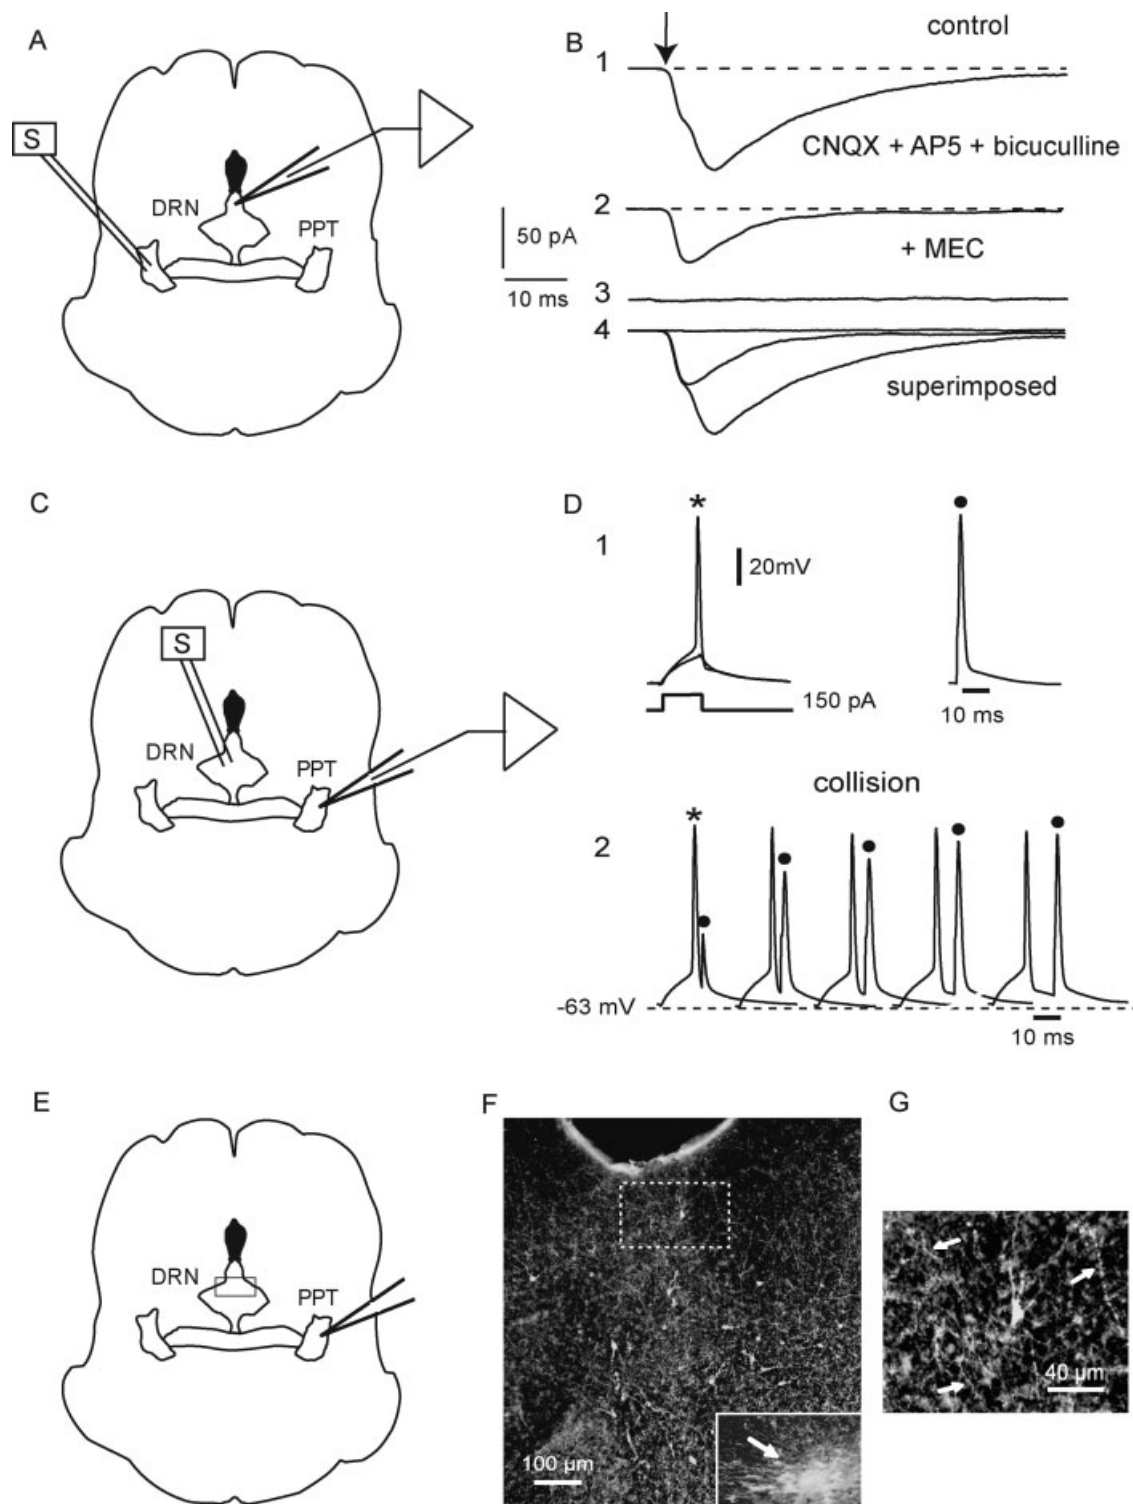 A
S
DRN
PPT
B
control
1
CNQX + AP5 + bicuculline
2
50 pA
+ MEC
10 ms
3
4
superimposed
C
S
DRN
PPT
D
1
*
20mV
150 pA
10 ms
collision
2
*
-63 mV
10 ms
E
DRN
PPT
F
100 µm
G
40 µm